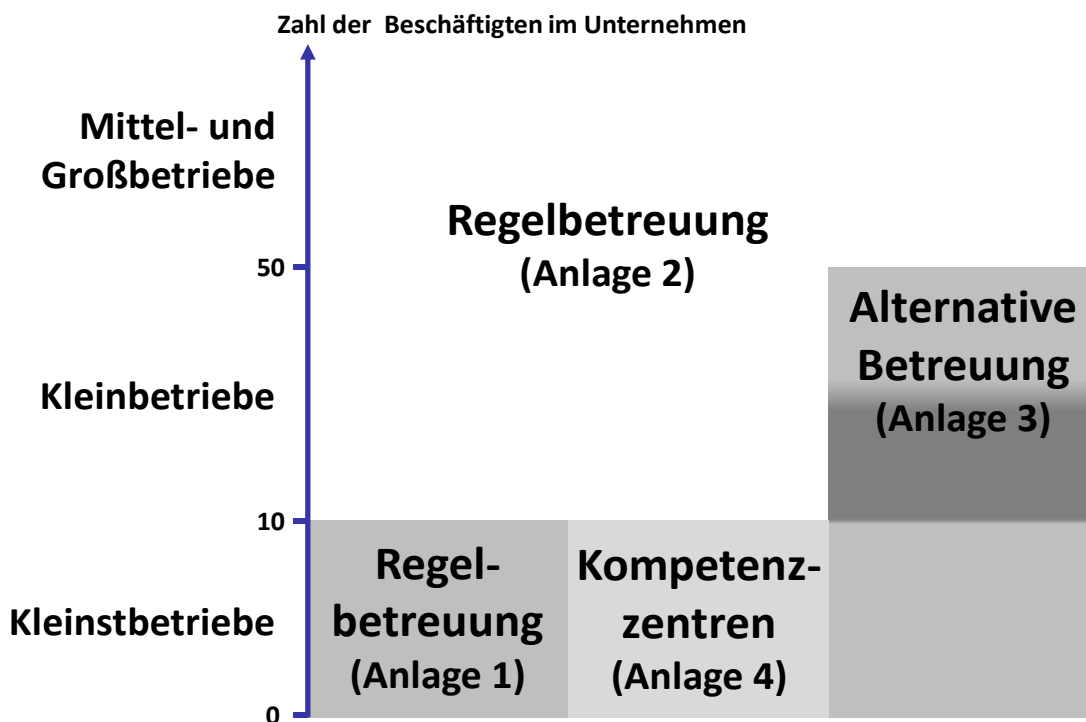 Zahl der Beschäftigten im Unternehmen
Mittel- und
Großbetriebe
Regelbetreuung
(Anlage 2)
50
Alternative
Betreuung
(Anlage 3)
Kleinbetriebe
10
Regel-
betreuung
(Anlage 1)
Kompetenz-
zentren
(Anlage 4)
Kleinstbetriebe
0